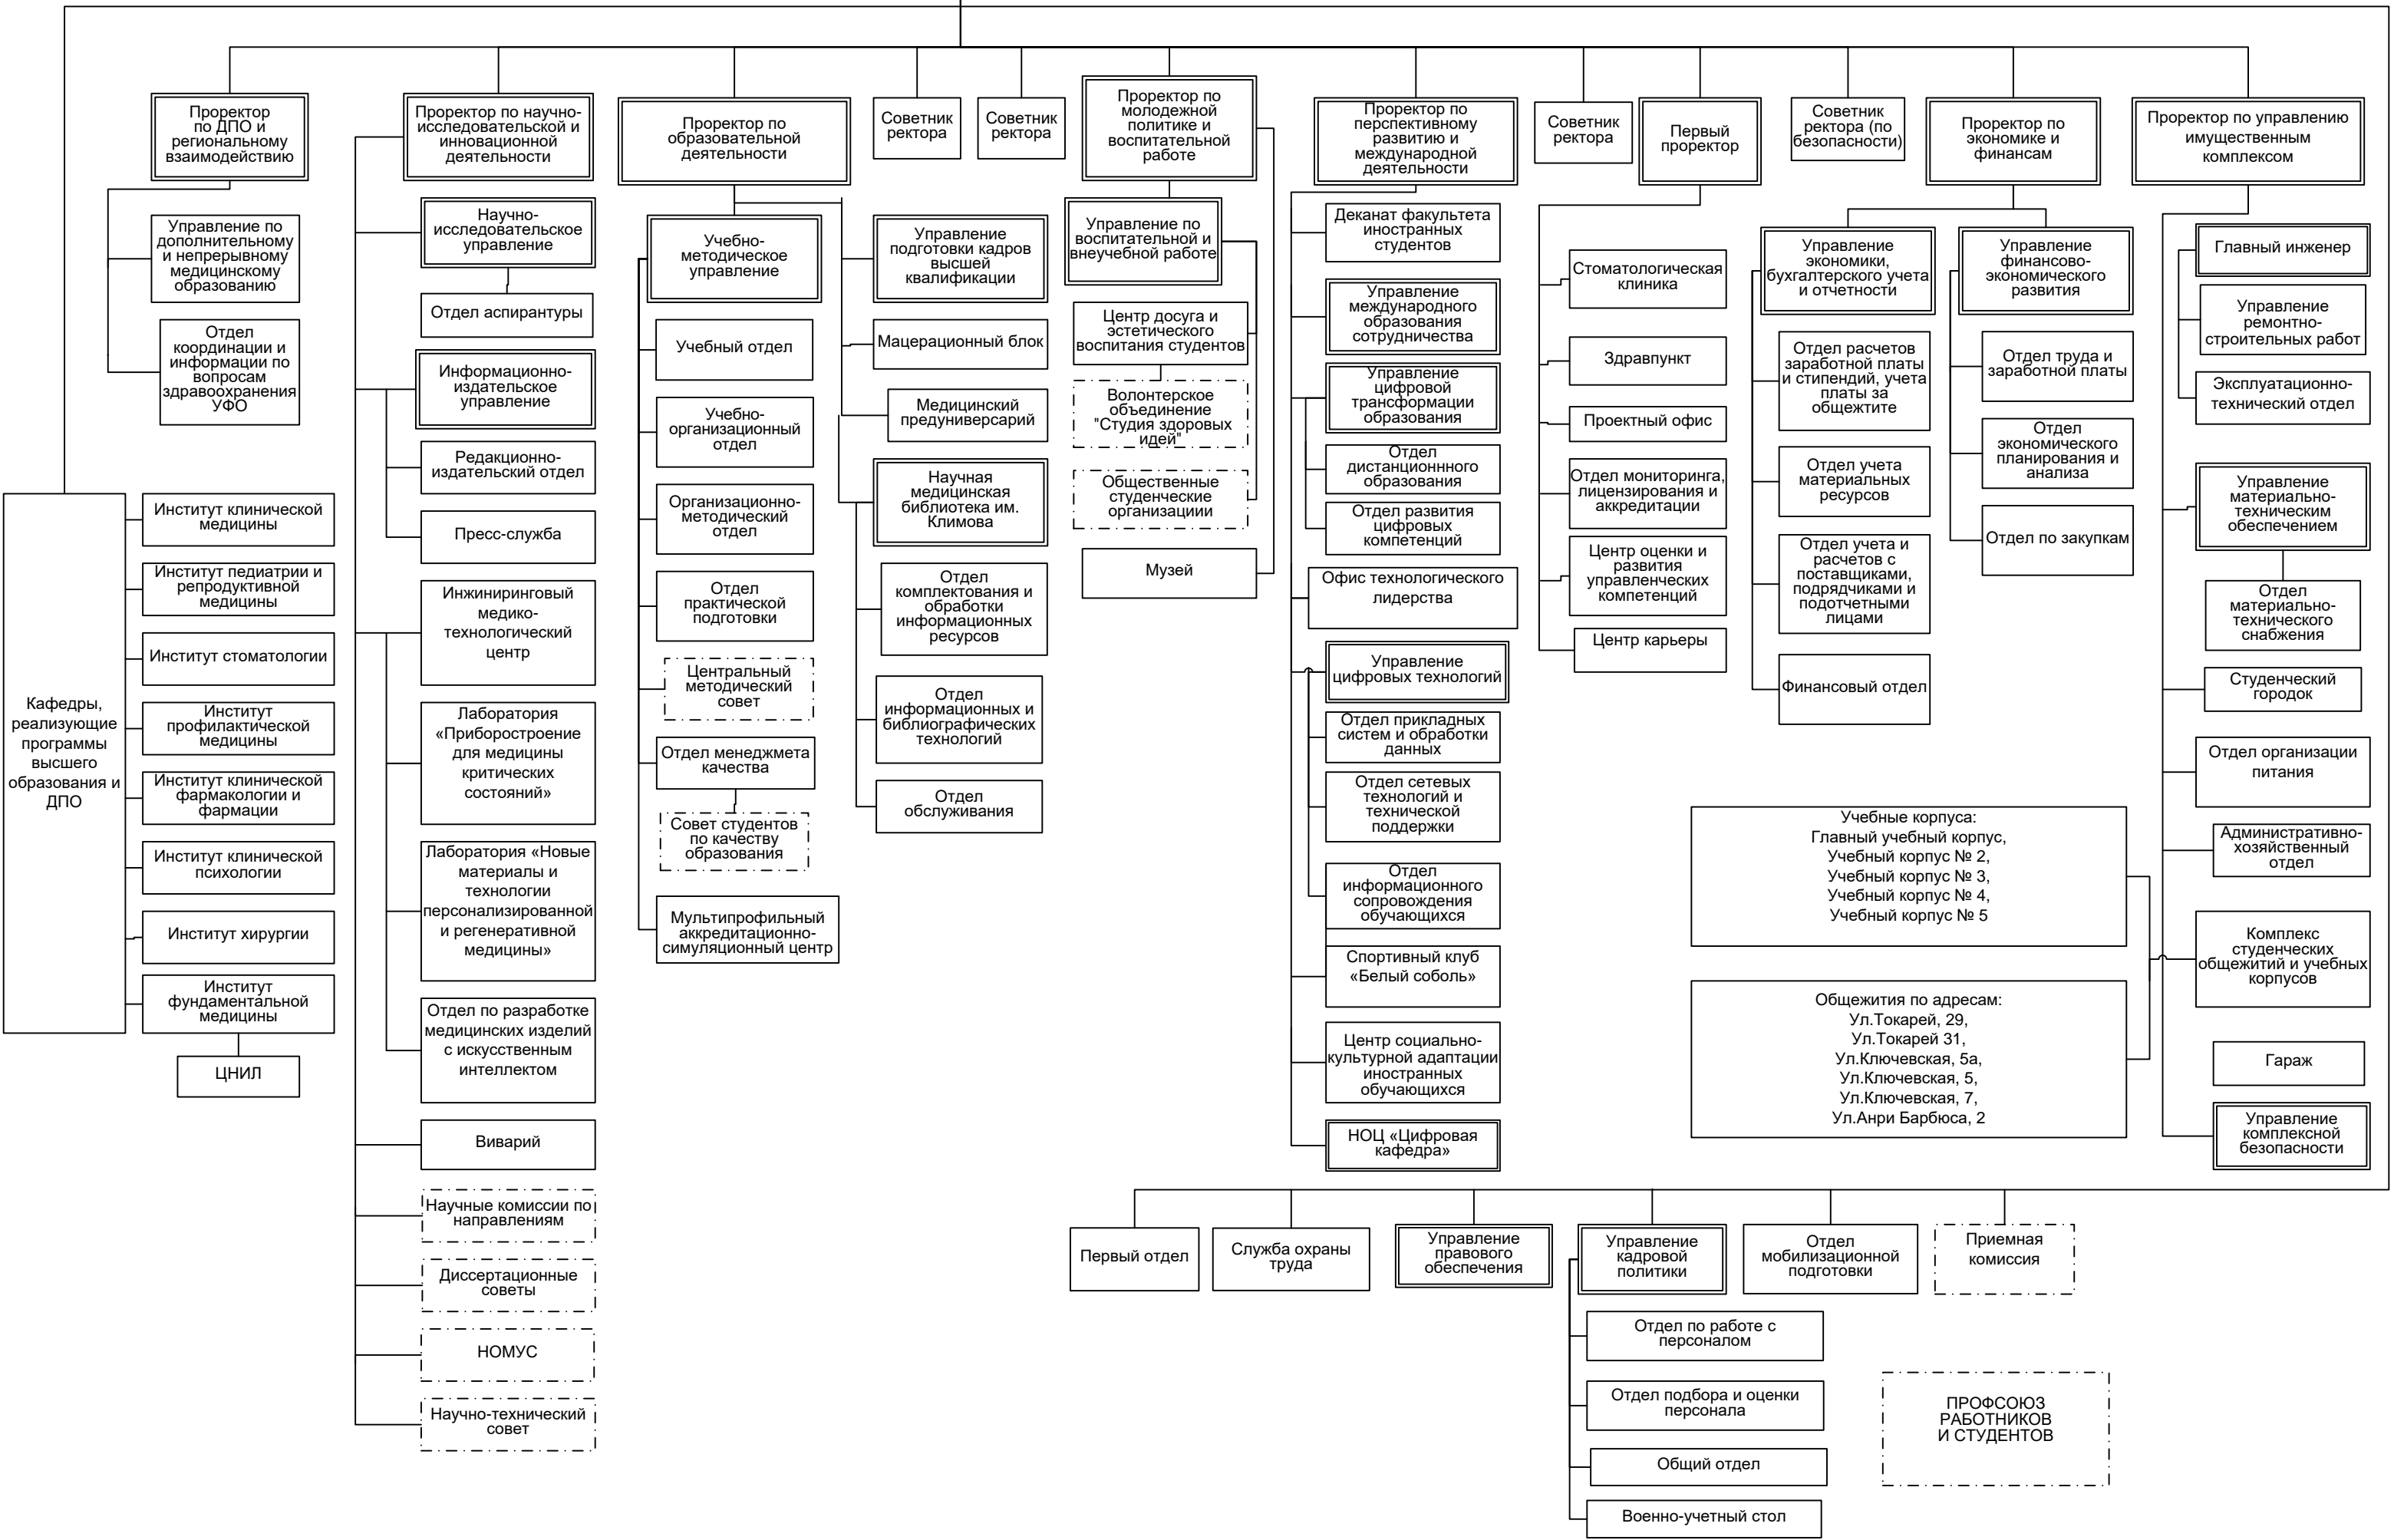 Проректор
по ДПО и
региональному
взаимодействию
Управление по
дополнительному
и непрерывному
медицинскому
образованию
Отдел
координации и
информации по
вопросам
здравоохранения
УФО
Кафедры,
реализующие
программы
высшего
образования и
ДПО
Институт клинической
медицины
Институт педиатрии и
репродуктивной
медицины
Институт стоматологии
Институт
профилактической
медицины
Институт клинической
фармакологии и
фармации
Институт клинической
психологии
Институт хирургии
Институт
фундаментальной
медицины
ЦНИЛ
Проректор по научно-
исследовательской и
инновационной
деятельности
Научно-
исследовательское
управление
Отдел аспирантуры
Информационно-
издательское
управление
Редакционно-
издательский отдел
Пресс-служба
Инжиниринговый
медико-
технологический
центр
Лаборатория
«Приборостроение
для медицины
критических
состояний»
Лаборатория «Новые
материалы и
технологии
персонализированной
и регенеративной
медицины»
Отдел по разработке
медицинских изделий
с искусственным
интеллектом
Виварий
Научные комиссии по
направлениям
Диссертационные
советы
НОМУС
Научно-технический
совет
Проректор по
образовательной
деятельности
Учебно-
методическое
управление
Учебный отдел
Учебно-
организационный
отдел
Организационно-
методический
отдел
Отдел
практической
подготовки
Центральный
методический
совет
Отдел менеджмета
качества
Совет студентов
по качеству
образования
Мультипрофильный
аккредитационно-
симуляционный центр
Управление
подготовки кадров
высшей
квалификации
Мацерационный блок
Медицинский
предуниверсарий
Научная
медицинская
библиотека им.
Климова
Отдел
комплектования и
обработки
информационных
ресурсов
Отдел
информационных и
библиографических
технологий
Отдел
обслуживания
Советник
ректора
Советник
ректора
Проректор по
молодежной
политике и
воспитательной
работе
Управление по
воспитательной и
внеучебной работе
Центр досуга и
эстетического
воспитания студентов
Волонтерское
объединение
"Студия здоровых
идей"
Общественные
студенческие
организациии
Музей
Проректор по
перспективному
развитию и
международной
деятельности
Деканат факультета
иностранных
студентов
Управление
международного
образования
сотрудничества
Управление
цифровой
трансформации
образования
Отдел
дистанционнного
образования
Отдел развития
цифровых
компетенций
Офис технологического
лидерства
Управление
цифровых технологий
Отдел прикладных
систем и обработки
данных
Отдел сетевых
технологий и
технической
поддержки
Отдел
информационного
сопровождения
обучающихся
Спортивный клуб
«Белый соболь»
Центр социально-
культурной адаптации
иностранных
обучающихся
НОЦ «Цифровая
кафедра»
Советник
ректора
Первый
проректор
Стоматологическая
клиника
Здравпункт
Проектный офис
Отдел мониторинга,
лицензирования и
аккредитации
Центр оценки и
развития
управленческих
компетенций
Центр карьеры
Советник
ректора (по
безопасности)
Проректор по
экономике и
финансам
Управление
экономики,
бухгалтерского учета
и отчетности
Отдел расчетов
заработной платы
и стипендий, учета
платы за
общежтите
Отдел учета
материальных
ресурсов
Отдел учета и
расчетов с
поставщиками,
подрядчиками и
подотчетными
лицами
Финансовый отдел
Управление
финансово-
экономического
развития
Отдел труда и
заработной платы
Отдел
экономического
планирования и
анализа
Отдел по закупкам
Проректор по управлению
имущественным
комплексом
Главный инженер
Управление
ремонтно-
строительных работ
Эксплуатационно-
технический отдел
Управление
материально-
техническим
обеспечением
Отдел
материально-
технического
снабжения
Студенческий
городок
Отдел организации
питания
Административно-
хозяйственный
отдел
Комплекс
студенческих
общежитий и учебных
корпусов
Гараж
Управление
комплексной
безопасности
Учебные корпуса:
Главный учебный корпус,
Учебный корпус № 2,
Учебный корпус № 3,
Учебный корпус № 4,
Учебный корпус № 5
Общежития по адресам:
Ул.Токарей, 29,
Ул.Токарей 31,
Ул.Ключевская, 5а,
Ул.Ключевская, 5,
Ул.Ключевская, 7,
Ул.Анри Барбюса, 2
Первый отдел
Служба охраны
труда
Управление
правового
обеспечения
Управление
кадровой
политики
Отдел
мобилизационной
подготовки
Приемная
комиссия
Отдел по работе с
персоналом
Отдел подбора и оценки
персонала
Общий отдел
Военно-учетный стол
ПРОФСОЮЗ
РАБОТНИКОВ
И СТУДЕНТОВ